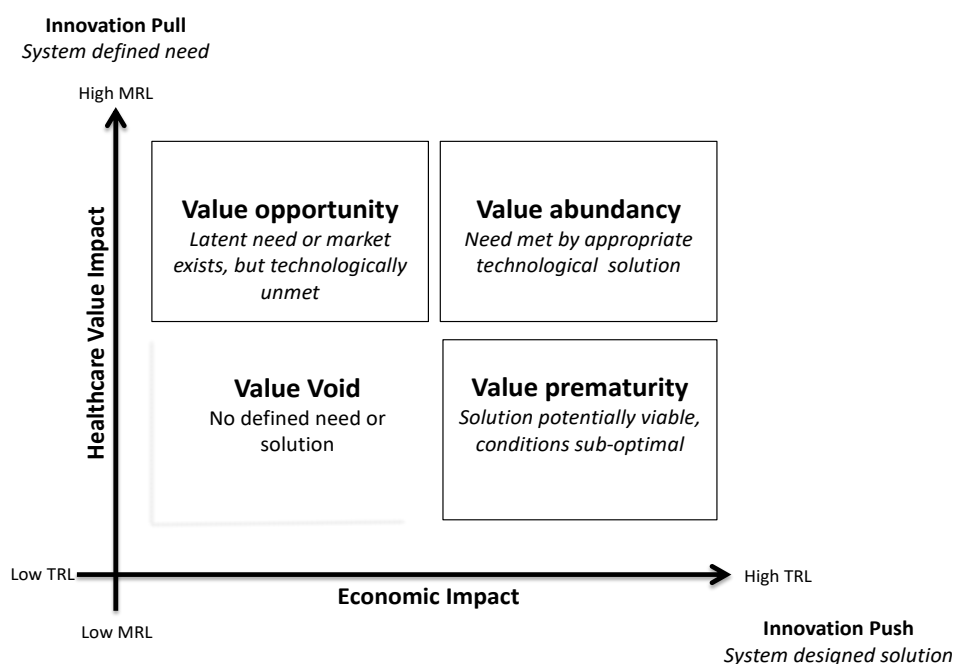 Innovation Pull
System defined need
High MRL
Healthcare Value Impact
Value opportunity
Latent need or market
exists, but technologically
unmet
Value abundancy
Need met by appropriate
technological solution
Value Void
No defined need or
solution
Value prematurity
Solution potentially viable,
conditions sub-optimal
Low TRL
High TRL
Economic Impact
Low MRL
Innovation Push
System designed solution